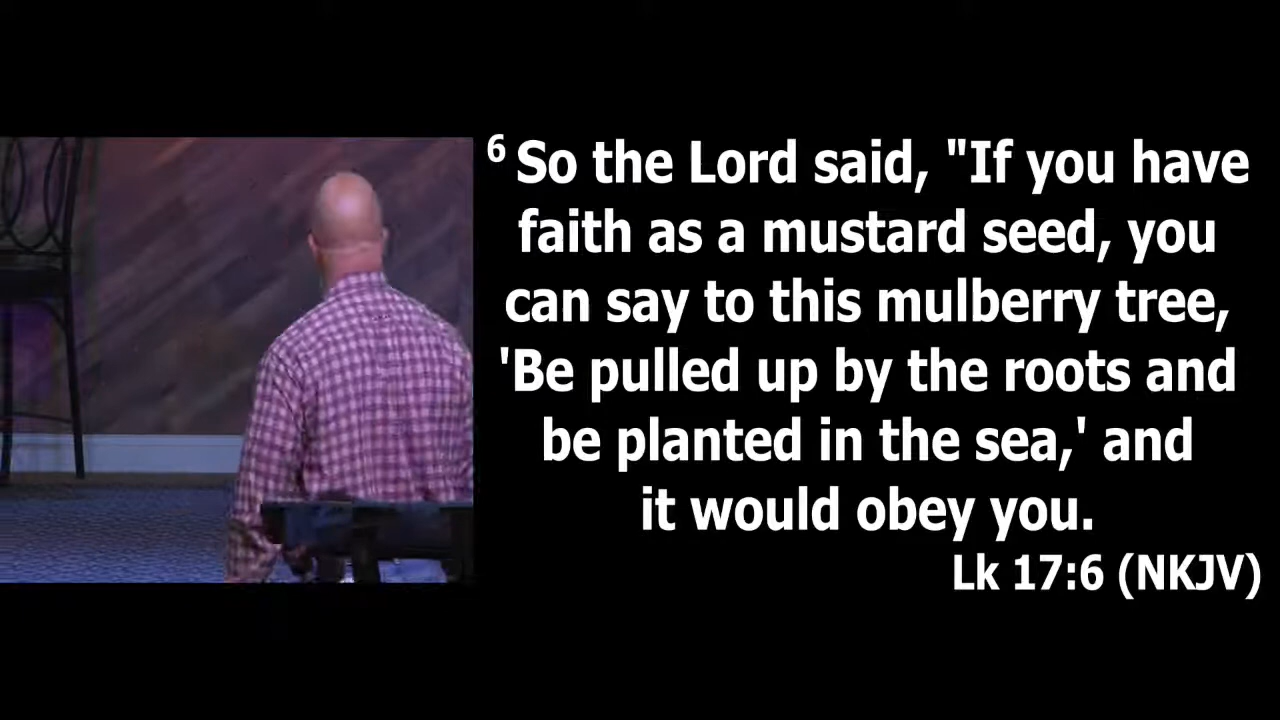 6 So the Lord said, "If you have
faith as a mustard seed, you
can say to this mulberry tree,
'Be pulled up by the roots and
be planted in the sea,' and
it would obey you.
Lk 17:6 (NKJV)